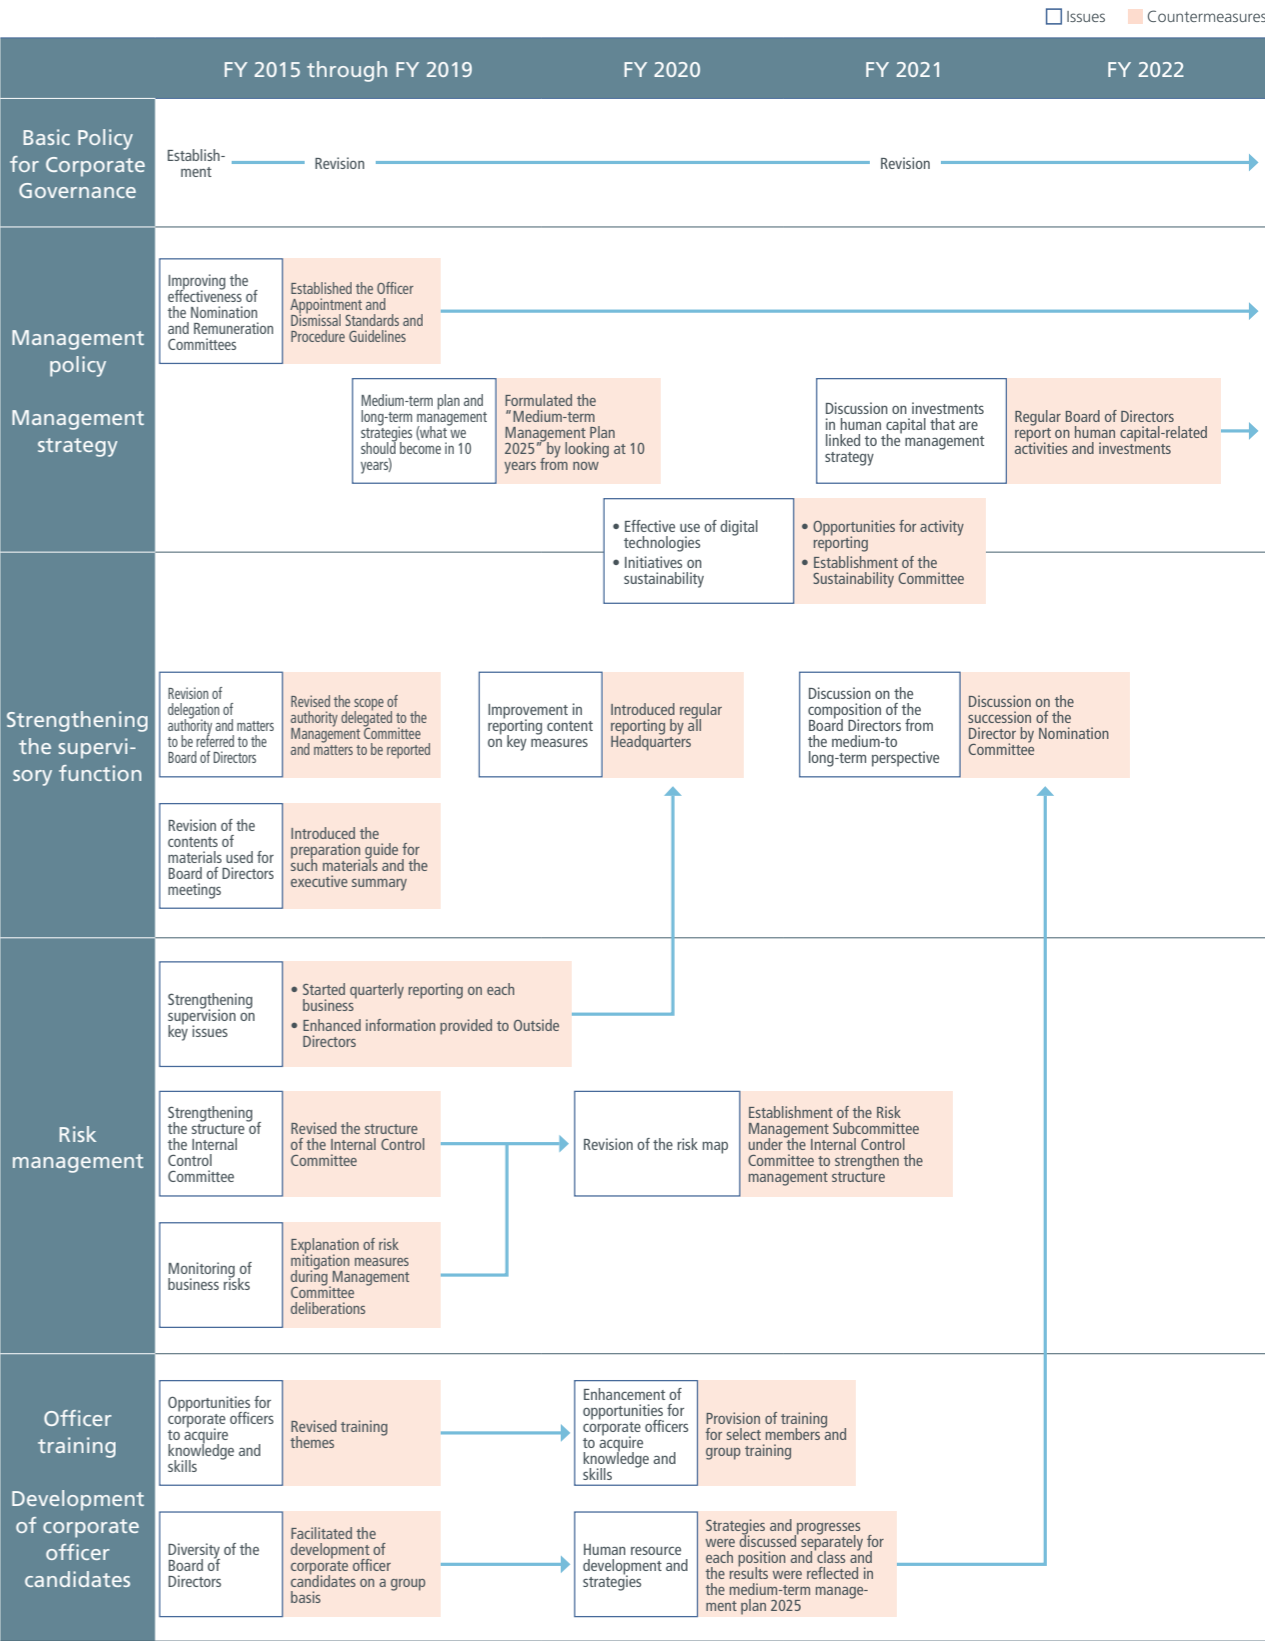 Issues
Countermeasures
FY 2015 through FY 2019
FY 2020
FY 2021
FY 2022
Basic Policy
for Corporate
Governance
Establish-
ment
Revision
Revision
Management
policy
Management
strategy
Improving the
effectiveness of
the Nomination
and Remuneration
Committees
Established the Officer
Appointment and
Dismissal Standards and
Procedure Guidelines
Medium-term plan and
long-term management
strategies (what we
should become in 10
years)
Formulated the
“Medium-term
Management Plan
2025” by looking at 10
years from now
Discussion on investments
in human capital that are
linked to the management
strategy
Regular Board of Directors
report on human capital-related
activities and investments
• Effective use of digital
technologies
• Initiatives on
sustainability
• Opportunities for activity
reporting
• Establishment of the
Sustainability Committee
Strengthening
the supervi-
sory function
Revision of
delegation of
authority and matters
to be referred to the
Board of Directors
Revised the scope of
authority delegated to the
Management Committee
and matters to be reported
Improvement in
reporting content
on key measures
Introduced regular
reporting by all
Headquarters
Discussion on the
composition of the
Board Directors from
the medium-to
long-term perspective
Discussion on the
succession of the
Director by Nomination
Committee
Revision of the
contents of
materials used for
Board of Directors
meetings
Introduced the
preparation guide for
such materials and the
executive summary
Risk
management
Strengthening
supervision on
key issues
• Started quarterly reporting on each
business
• Enhanced information provided to Outside
Directors
Strengthening
the structure of
the Internal
Control
Committee
Revised the structure
of the Internal Control
Committee
Revision of the risk map
Establishment of the Risk
Management Subcommittee
under the Internal Control
Committee to strengthen the
management structure
Monitoring of
business risks
Explanation of risk
mitigation measures
during Management
Committee
deliberations
Officer
training
Development
of corporate
officer
candidates
Opportunities for
corporate officers
to acquire
knowledge and
skills
Revised training
themes
Enhancement of
opportunities for
corporate officers
to acquire
knowledge and
skills
Provision of training
for select members and
group training
Diversity of the
Board of
Directors
Facilitated the
development of
corporate officer
candidates on a group
basis
Human resource
development and
strategies
Strategies and progresses
were discussed separately for
each position and class and
the results were reflected in
the medium-term manage-
ment plan 2025